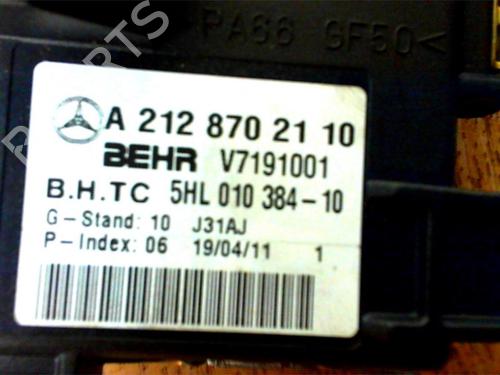 PA66 GF50<
A 212 870 21 10
BEHR V7191001
B.H.TC 5HL 010 384-10
G-Stand: 10 J31AJ
P-Index: 06 19/04/11 1